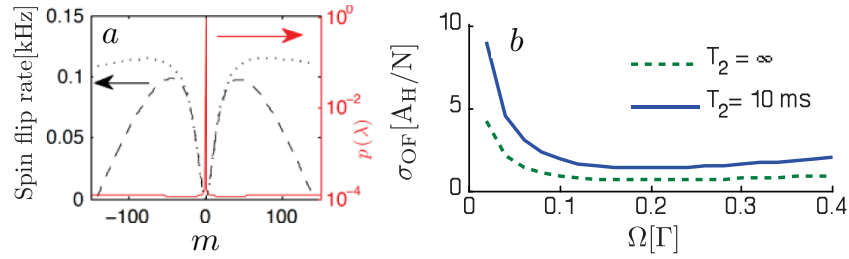 a
Spin flip rate[kHz]
0.15
0.1
0.05
0
−100
0
100
m
10^0
10^−2
10^−4
p(λ)
b
σ_OF[A_H/N]
10
5
0
T_2 = ∞
T_2= 10 ms
0
0.1
0.2
0.3
0.4
Ω[Γ]